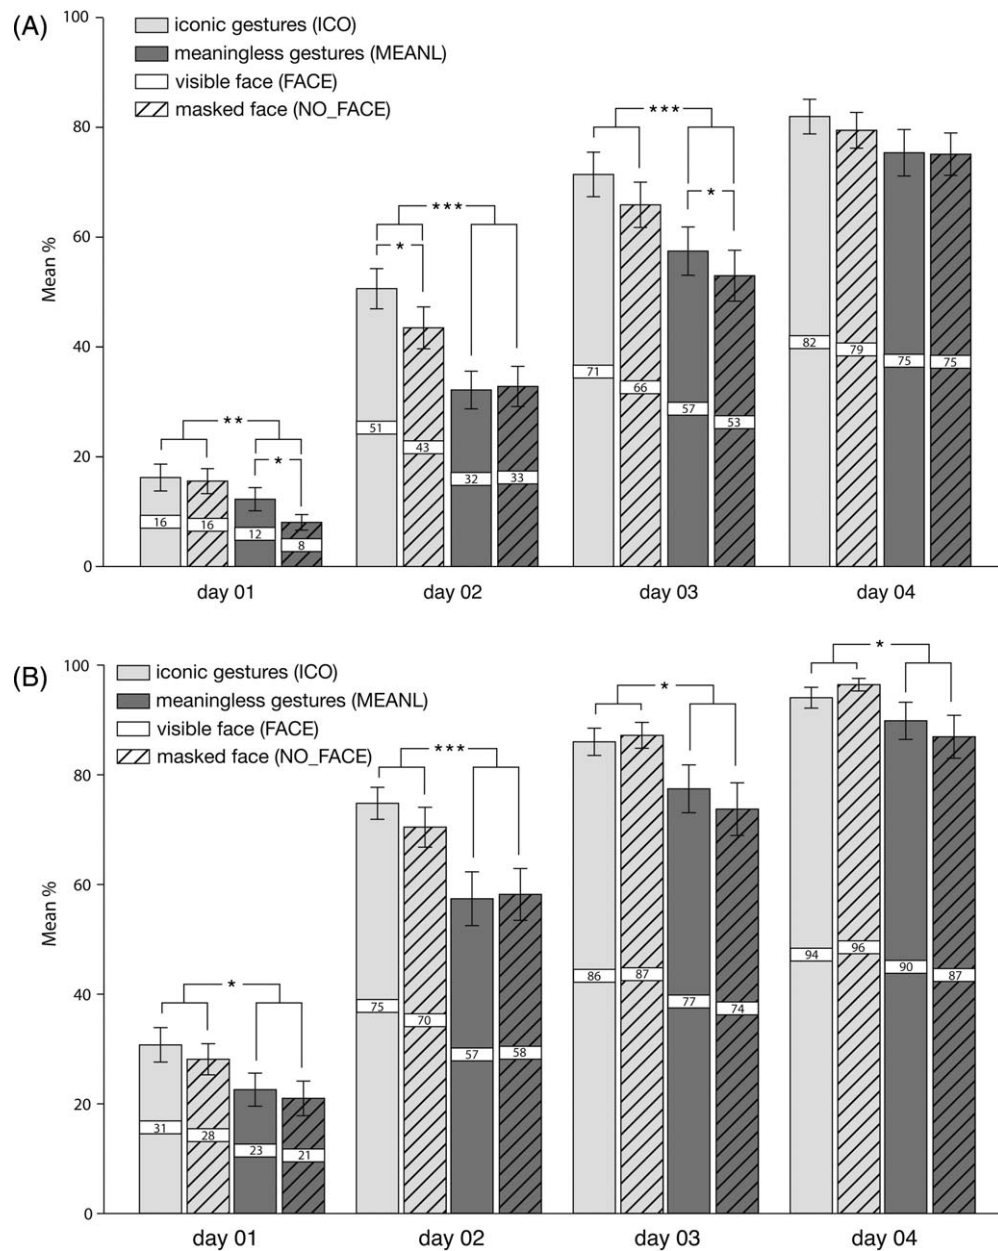 (A)
100
iconic gestures (ICO)
meaningless gestures (MEANL)
visible face (FACE)
masked face (NO_FACE)
Mean %
80
60
40
20
0
**
*
***
*
***
*
16
16
12
8
51
43
32
33
71
66
57
53
82
79
75
75
day 01
day 02
day 03
day 04
(B)
100
iconic gestures (ICO)
meaningless gestures (MEANL)
visible face (FACE)
masked face (NO_FACE)
Mean %
80
60
40
20
0
*
***
*
*
31
28
23
21
75
70
57
58
86
87
77
74
94
96
90
87
day 01
day 02
day 03
day 04